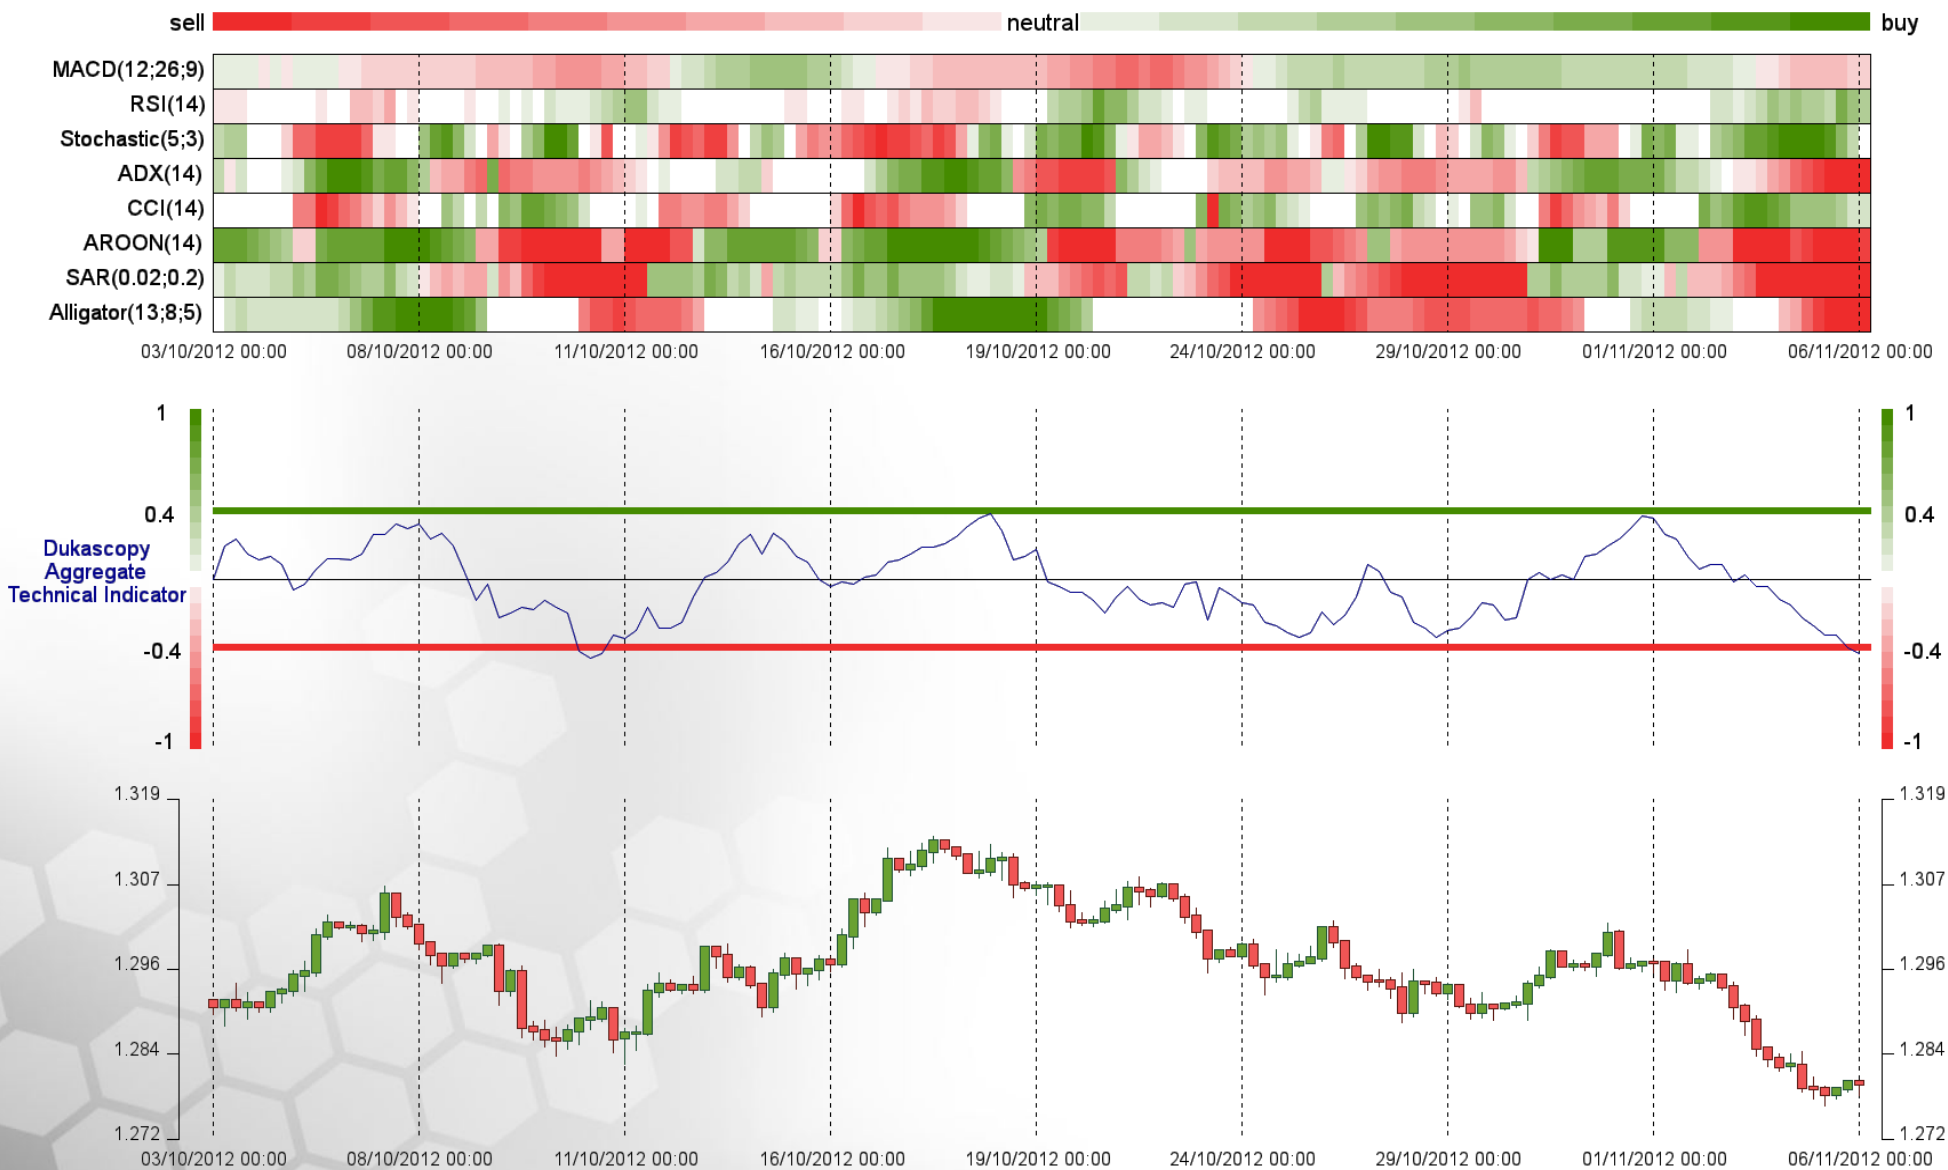 sell neutral buy
MACD(12;26;9)
RSI(14)
Stochastic(5;3)
ADX(14)
CCI(14)
AROON(14)
SAR(0.02;0.2)
Alligator(13;8;5)
03/10/2012 00:00 08/10/2012 00:00 11/10/2012 00:00 16/10/2012 00:00 19/10/2012 00:00 24/10/2012 00:00 29/10/2012 00:00 01/11/2012 00:00 06/11/2012 00:00
1 1
0.4 0.4
Dukascopy
Aggregate
Technical Indicator
-0.4 -0.4
-1 -1
1.319 1.319
1.307 1.307
1.296 1.296
1.284 1.284
1.272 1.272
03/10/2012 00:00 08/10/2012 00:00 11/10/2012 00:00 16/10/2012 00:00 19/10/2012 00:00 24/10/2012 00:00 29/10/2012 00:00 01/11/2012 00:00 06/11/2012 00:00